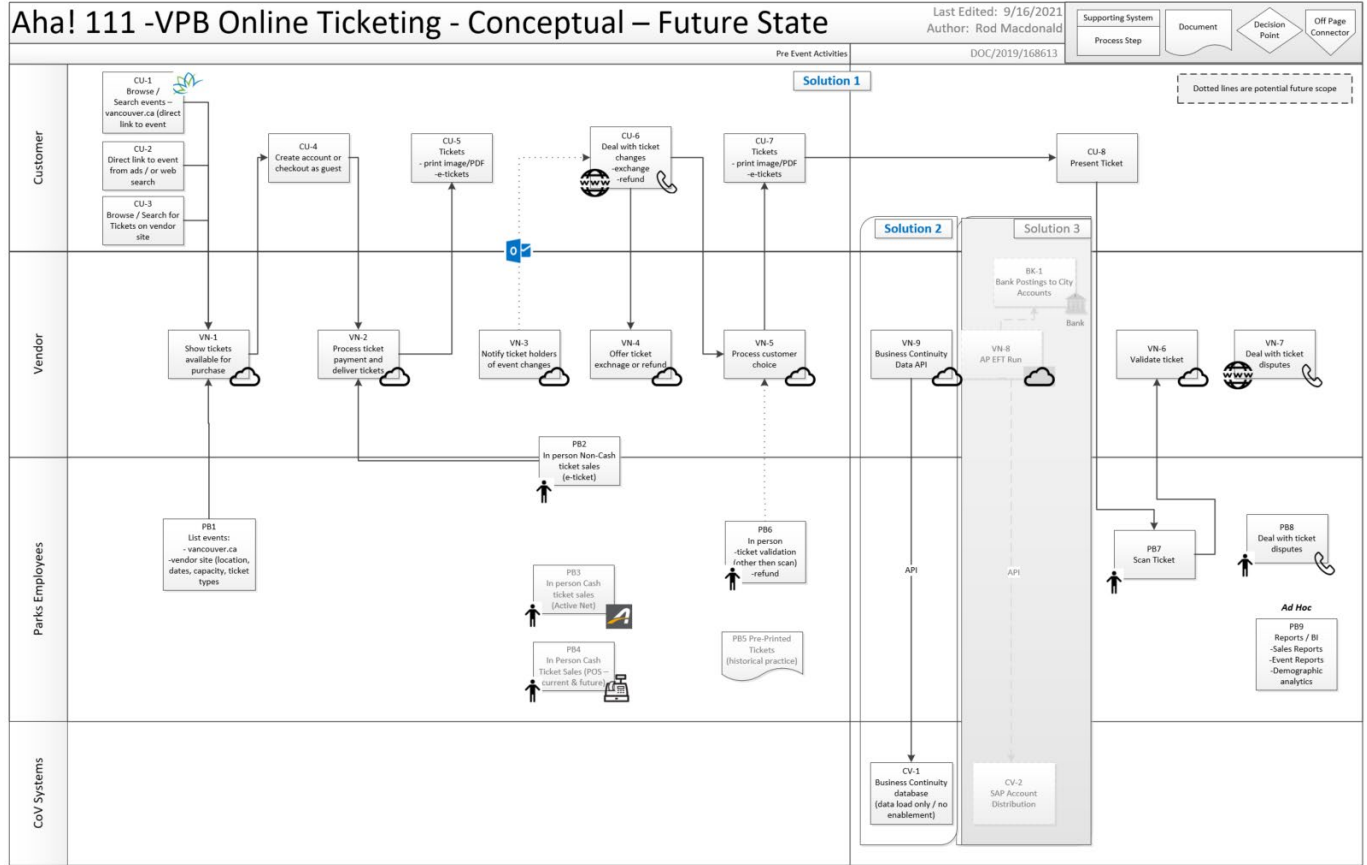 Aha! 111 -VPB Online Ticketing - Conceptual – Future State
Last Edited: 9/16/2021
Author: Rod Macdonald
DOC/2019/168613
Supporting System
Process Step
Document
Decision
Point
Off Page
Connector
Pre Event Activities
Customer
CU-1
Browse /
Search events –
vancouver.ca (direct
link to event
CU-2
Direct link to event
from ads / or web
search
CU-3
Browse / Search for
Tickets on vendor
site
CU-4
Create account or
checkout as guest
CU-5
Tickets
- print image/PDF
-e-tickets
CU-6
Deal with ticket
changes
-exchange
-refund
www
Solution 1
CU-7
Tickets
- print image/PDF
-e-tickets
CU-8
Present Ticket
Dotted lines are potential future scope
Solution 2
Solution 3
Vendor
VN-1
Show tickets
available for
purchase
VN-2
Process ticket
payment and
deliver tickets
VN-3
Notify ticket holders
of event changes
VN-4
Offer ticket
exchnage or refund
VN-5
Process customer
choice
VN-9
Business Continuity
Data API
BK-1
Bank Postings to City
Accounts
Bank
VN-8
AP EFT Run
VN-6
Validate ticket
VN-7
Deal with ticket
disputes
www
Parks Employees
PB1
List events:
- vancouver.ca
-vendor site (location,
dates, capacity, ticket
types
PB2
In person Non-Cash
ticket sales
(e-ticket)
PB3
In person Cash
ticket sales
(Active Net)
PB4
In Person Cash
Ticket Sales (POS –
current & future)
PB6
In person
-ticket validation
(other then scan)
-refund
PB5 Pre-Printed
Tickets
(historical practice)
API
API
PB7
Scan Ticket
PB8
Deal with ticket
disputes
Ad Hoc
PB9
Reports / BI
-Sales Reports
-Event Reports
-Demographic
analytics
CoV Systems
CV-1
Business Continuity
database
(data load only / no
enablement)
CV-2
SAP Account
Distribution